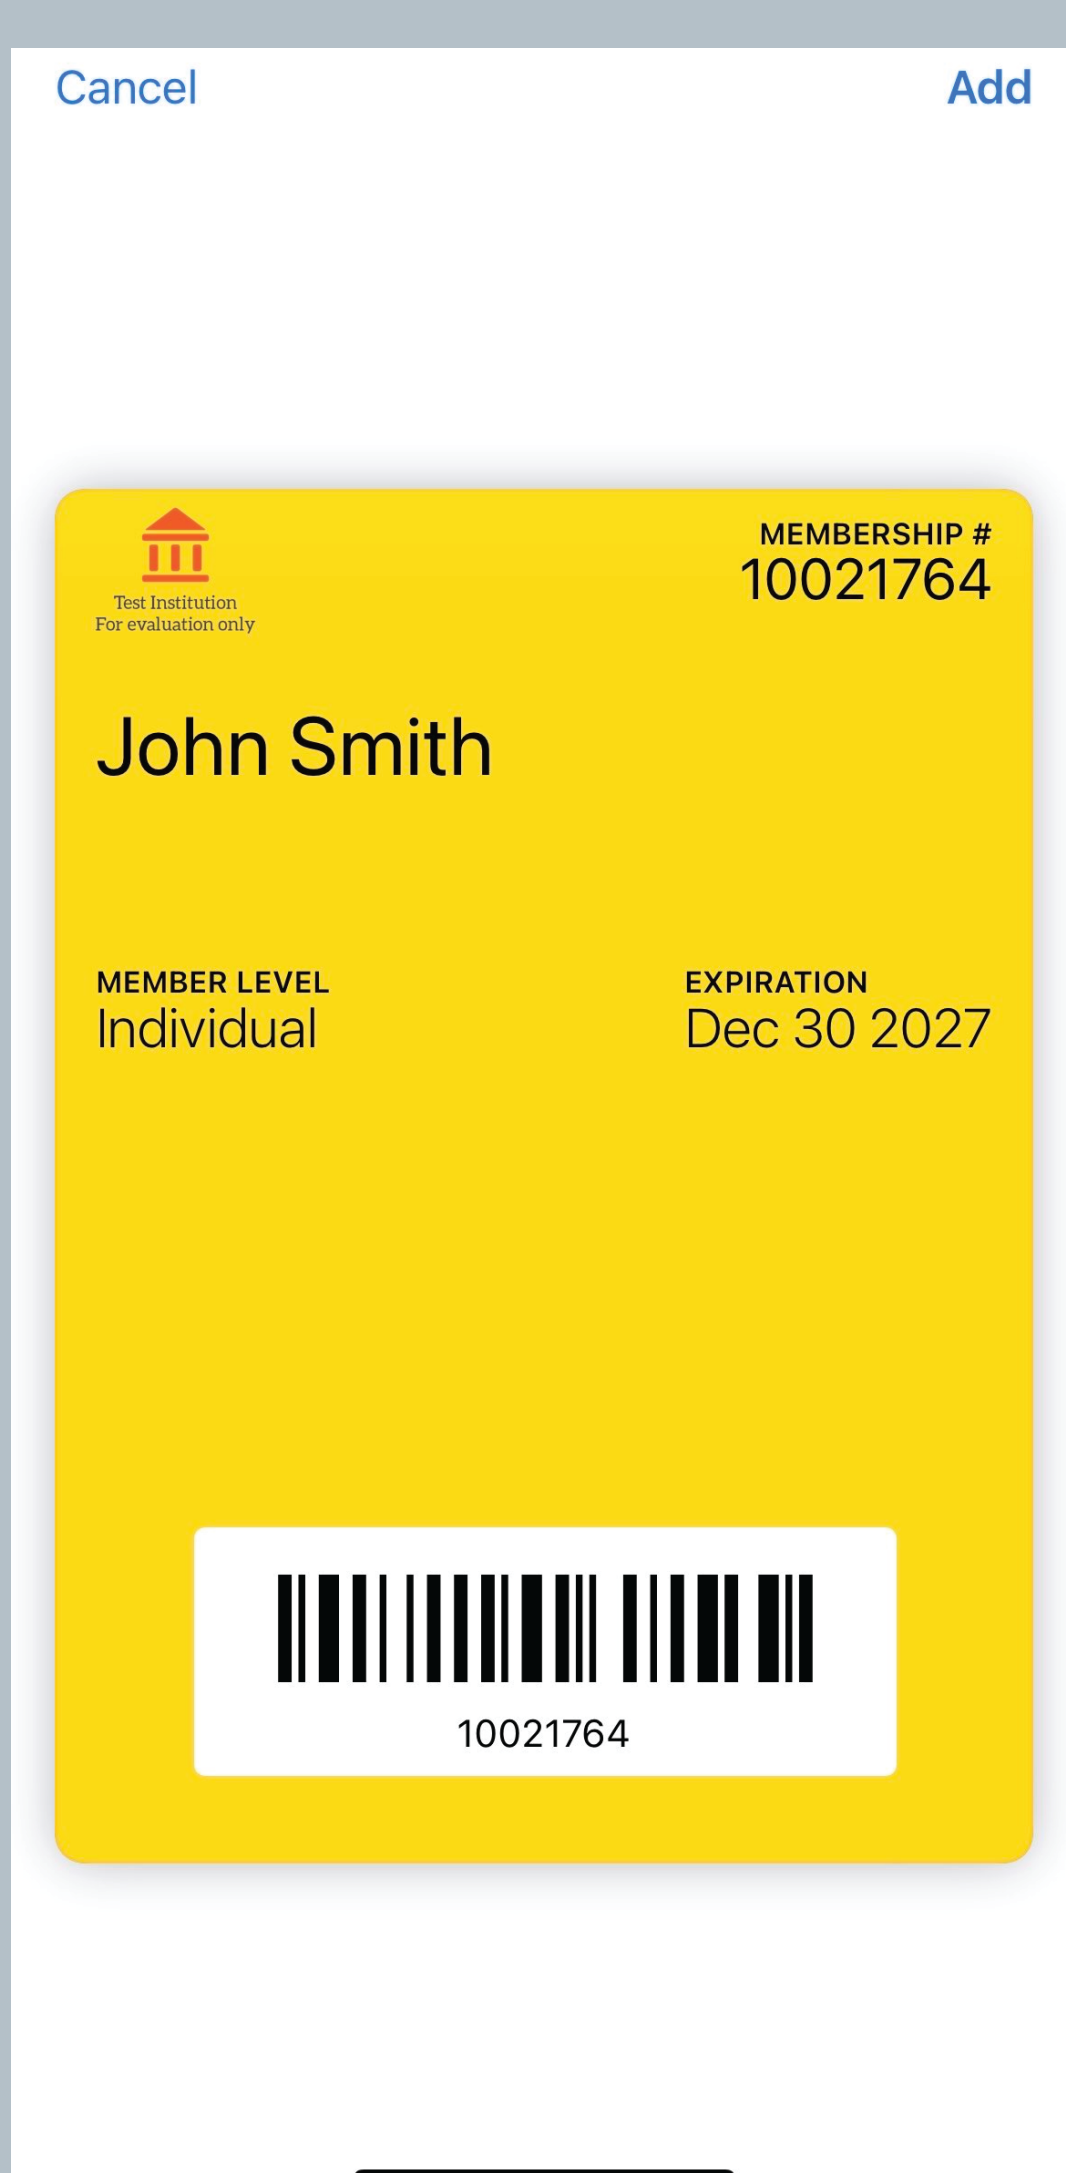 Cancel
Add
Test Institution
For evaluation only
MEMBERSHIP #
10021764
John Smith
MEMBER LEVEL
Individual
EXPIRATION
Dec 30 2027
10021764